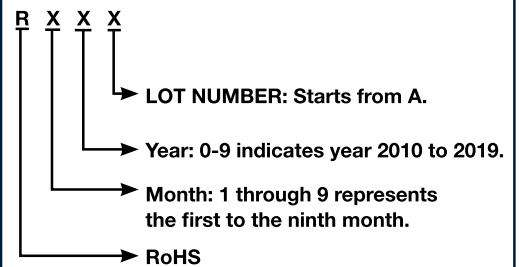 R X X X
LOT NUMBER: Starts from A.
Year: 0-9 indicates year 2010 to 2019.
Month: 1 through 9 represents
the first to the ninth month.
RoHS